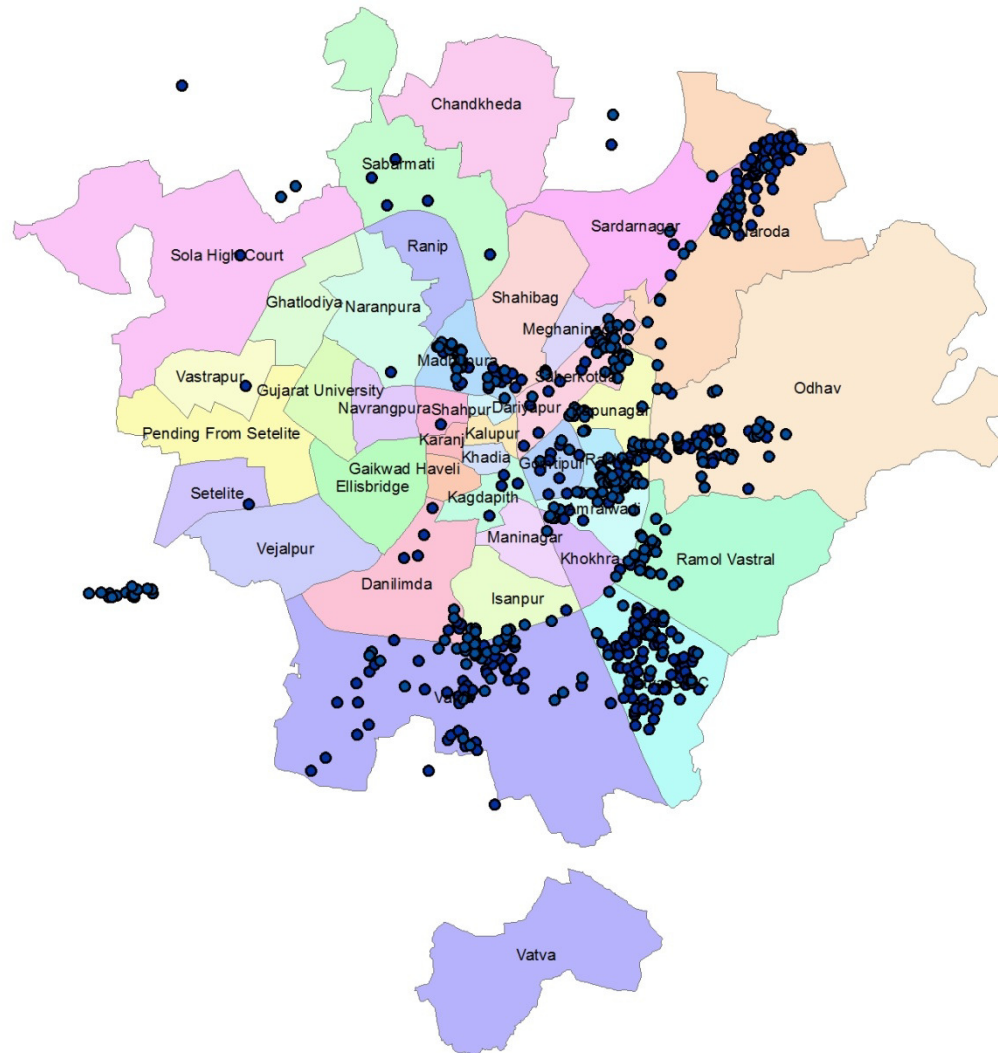 Chandkheda
Sabarmati
Sardarnagar
Ranip
Sola High Court
Ghatlodiya
Naranpura
Shahibag
Meghaninagar
Vastrapur
Gujarat University
Odhav
Navrangpura
Shahpur
Dariyapur
Pending From Setelite
Karanj
Kalupur
Khadia
Gaikwad Haveli
Ellisbridge
Setelite
Kagdapith
Maninagar
Vejalpur
Khokhra
Ramol Vastral
Danilimda
Isanpur
Vatva